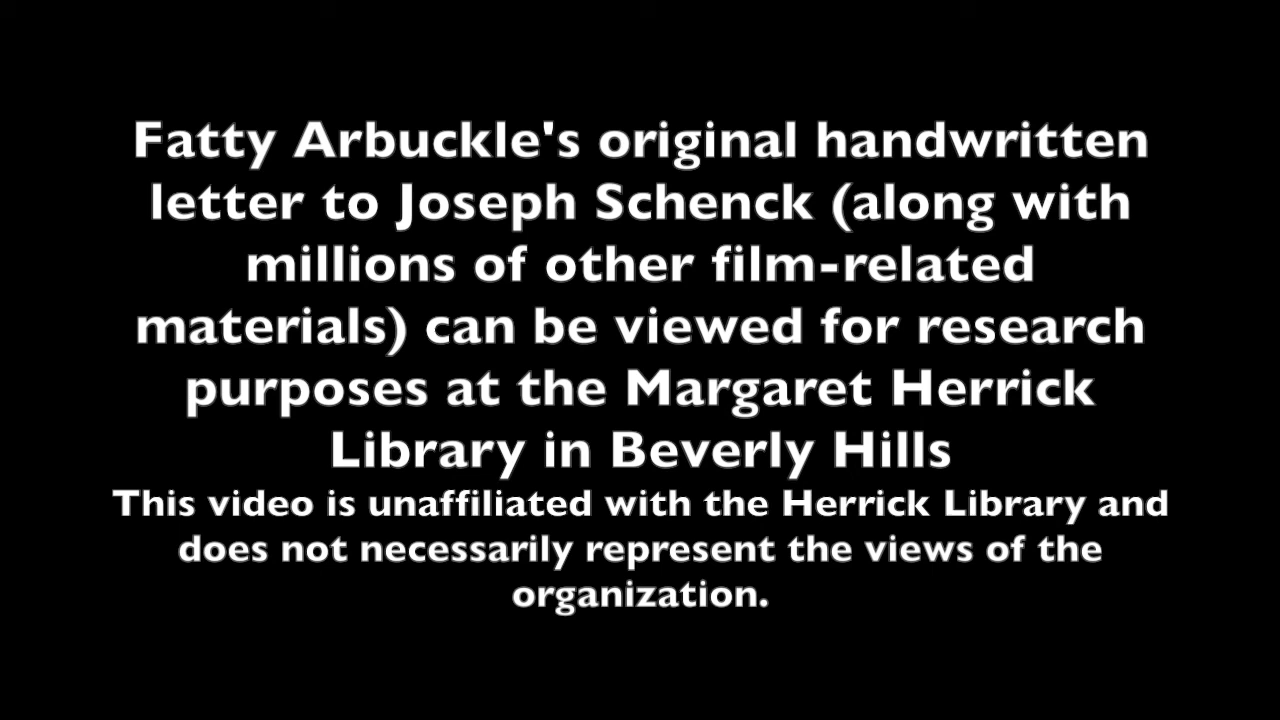 Fatty Arbuckle's original handwritten
letter to Joseph Schenck (along with
millions of other film-related
materials) can be viewed for research
purposes at the Margaret Herrick
Library in Beverly Hills
This video is unaffiliated with the Herrick Library and
does not necessarily represent the views of the
organization.